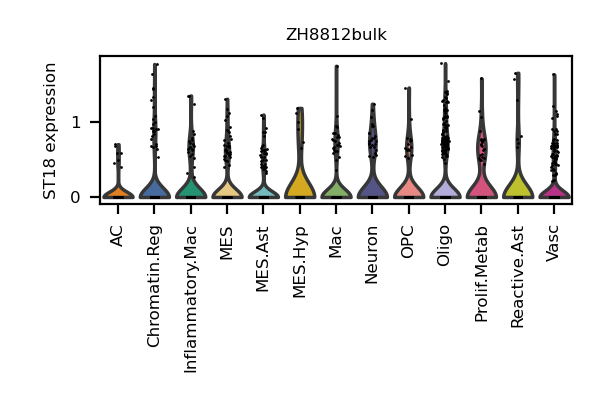 ZH8812bulk
ST18 expression
1
0
AC
Chromatin.Reg
Inflammatory.Mac
MES
MES.Ast
MES.Hyp
Mac
Neuron
OPC
Oligo
Prolif.Metab
Reactive.Ast
Vasc